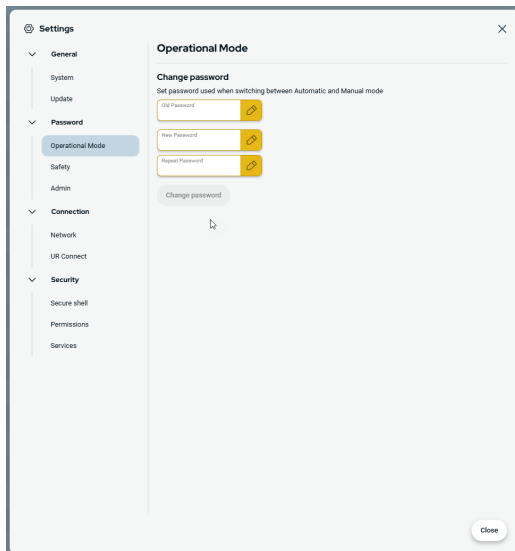 Settings
General
System
Update
Password
Operational Mode
Safety
Admin
Connection
Network
UR Connect
Security
Secure shell
Permissions
Services
Operational Mode
Change password
Set password used when switching between Automatic and Manual mode
Old Password
New Password
Repeat Password
Change password
Close